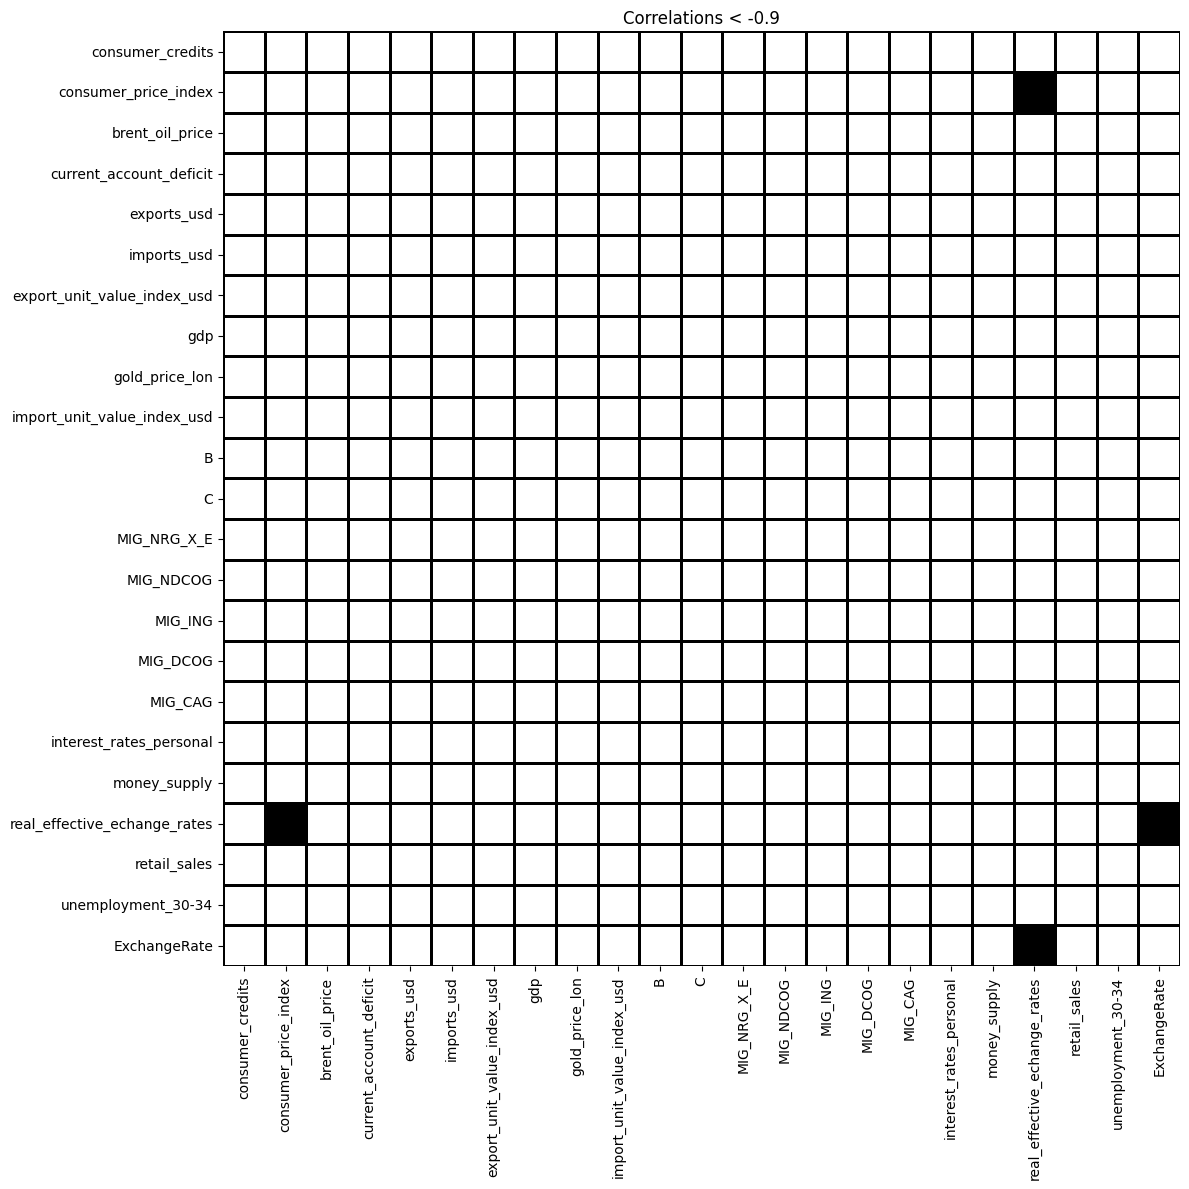 Correlations < -0.9
consumer_credits
consumer_price_index
brent_oil_price
current_account_deficit
exports_usd
imports_usd
export_unit_value_index_usd
gdp
gold_price_lon
import_unit_value_index_usd
B
C
MIG_NRG_X_E
MIG_NDCOG
MIG_ING
MIG_DCOG
MIG_CAG
interest_rates_personal
money_supply
real_effective_echange_rates
retail_sales
unemployment_30-34
ExchangeRate
consumer_credits
consumer_price_index
brent_oil_price
current_account_deficit
exports_usd
imports_usd
export_unit_value_index_usd
gdp
gold_price_lon
import_unit_value_index_usd
B
C
MIG_NRG_X_E
MIG_NDCOG
MIG_ING
MIG_DCOG
MIG_CAG
interest_rates_personal
money_supply
real_effective_echange_rates
retail_sales
unemployment_30-34
ExchangeRate